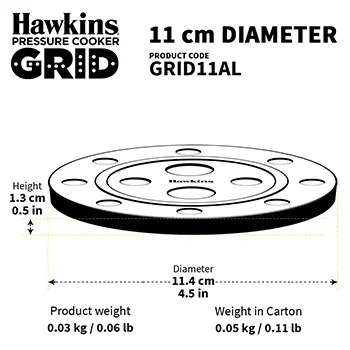 Hawkins
PRESSURE COOKER
GRID
11 cm DIAMETER
PRODUCT CODE
GRID11AL
Hawkins
Height
1.3 cm
0.5 in
Diameter
11.4 cm
4.5 in
Product weight
0.03 kg / 0.06 lb
Weight in Carton
0.05 kg / 0.11 lb